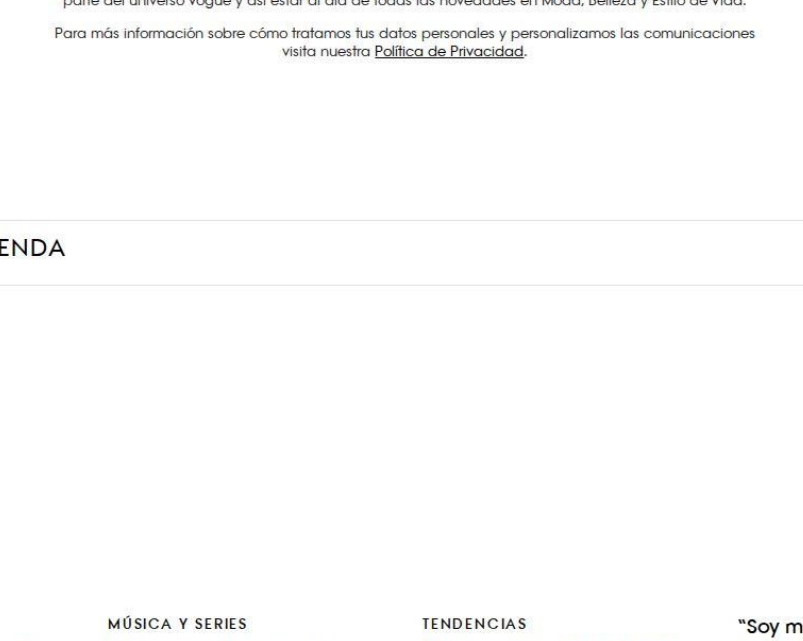 parte del universo Vogue y así estar al día de todas las novedades en Moda, Belleza y Estilo de Vida.
Para más información sobre cómo tratamos tus datos personales y personalizamos las comunicaciones
visita nuestra Política de Privacidad.
ENDA
MÚSICA Y SERIES
TENDENCIAS
“Soy m